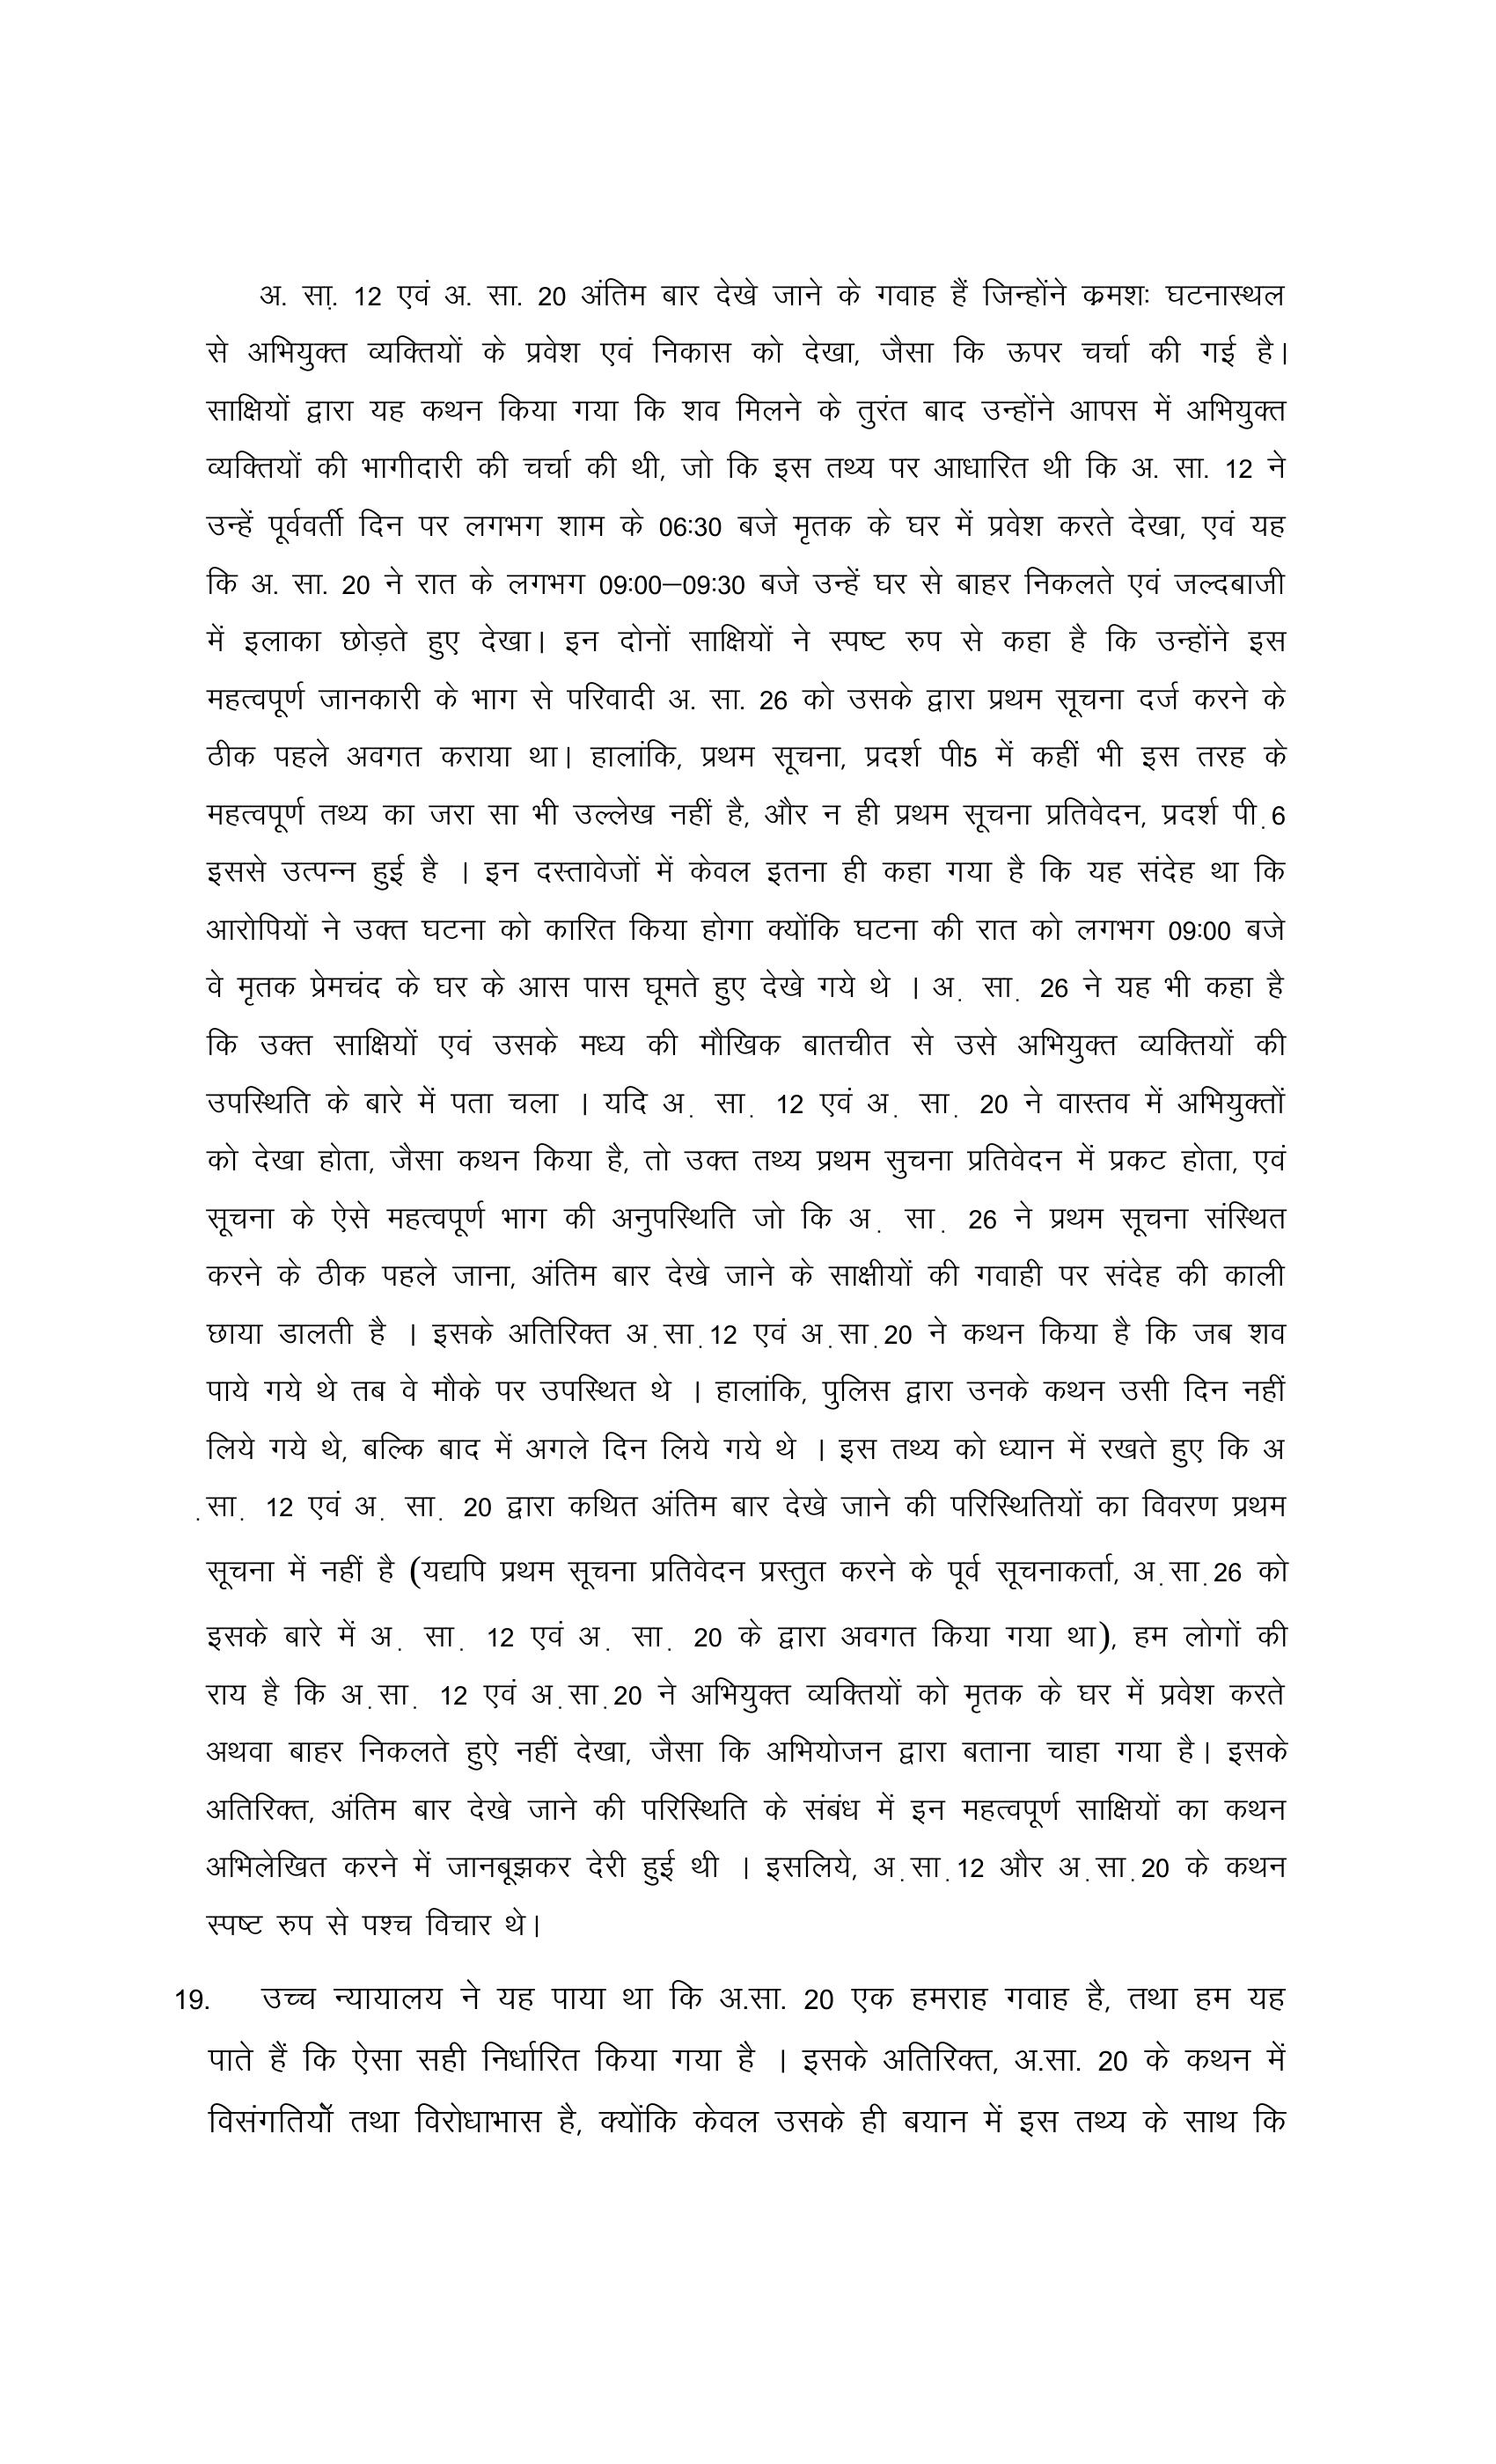 अ. सा. 12 एवं अ. सा. 20 अंतिम बार देखे जाने के गवाह हैं जिन्होंने क्रमशः घटनास्थल
से अभियुक्त व्यक्तियों के प्रवेश एवं निकास को देखा, जैसा कि ऊपर चर्चा की गई है।
साक्षियों द्वारा यह कथन किया गया कि शव मिलने के तुरंत बाद उन्होंने आपस में अभियुक्त
व्यक्तियों की भागीदारी की चर्चा की थी, जो कि इस तथ्य पर आधारित थी कि अ. सा. 12 ने
उन्हें पूर्ववर्ती दिन पर लगभग शाम के 06:30 बजे मृतक के घर में प्रवेश करते देखा, एवं यह
कि अ. सा. 20 ने रात के लगभग 09:00–09:30 बजे उन्हें घर से बाहर निकलते एवं जल्दबाजी
में इलाका छोड़ते हुए देखा। इन दोनों साक्षियों ने स्पष्ट रुप से कहा है कि उन्होंने इस
महत्वपूर्ण जानकारी के भाग से परिवादी अ. सा. 26 को उसके द्वारा प्रथम सूचना दर्ज करने के
ठीक पहले अवगत कराया था। हालांकि, प्रथम सूचना, प्रदर्श पी5 में कहीं भी इस तरह के
महत्वपूर्ण तथ्य का जरा सा भी उल्लेख नहीं है, और न ही प्रथम सूचना प्रतिवेदन, प्रदर्श पी.6
इससे उत्पन्न हुई है । इन दस्तावेजों में केवल इतना ही कहा गया है कि यह संदेह था कि
आरोपियों ने उक्त घटना को कारित किया होगा क्योंकि घटना की रात को लगभग 09:00 बजे
वे मृतक प्रेमचंद के घर के आस पास घूमते हुए देखे गये थे । अ. सा. 26 ने यह भी कहा है
कि उक्त साक्षियों एवं उसके मध्य की मौखिक बातचीत से उसे अभियुक्त व्यक्तियों की
उपस्थिति के बारे में पता चला । यदि अ. सा. 12 एवं अ. सा. 20 ने वास्तव में अभियुक्तों
को देखा होता, जैसा कथन किया है, तो उक्त तथ्य प्रथम सुचना प्रतिवेदन में प्रकट होता, एवं
सूचना के ऐसे महत्वपूर्ण भाग की अनुपस्थिति जो कि अ. सा. 26 ने प्रथम सूचना संस्थित
करने के ठीक पहले जाना, अंतिम बार देखे जाने के साक्षीयों की गवाही पर संदेह की काली
छाया डालती है । इसके अतिरिक्त अ.सा.12 एवं अ.सा.20 ने कथन किया है कि जब शव
पाये गये थे तब वे मौके पर उपस्थित थे । हालांकि, पुलिस द्वारा उनके कथन उसी दिन नहीं
लिये गये थे, बल्कि बाद में अगले दिन लिये गये थे । इस तथ्य को ध्यान में रखते हुए कि अ
.सा. 12 एवं अ. सा. 20 द्वारा कथित अंतिम बार देखे जाने की परिस्थितियों का विवरण प्रथम
सूचना में नहीं है (यद्यपि प्रथम सूचना प्रतिवेदन प्रस्तुत करने के पूर्व सूचनाकर्ता, अ.सा.26 को
इसके बारे में अ. सा. 12 एवं अ. सा. 20 के द्वारा अवगत किया गया था), हम लोगों की
राय है कि अ.सा. 12 एवं अ.सा.20 ने अभियुक्त व्यक्तियों को मृतक के घर में प्रवेश करते
अथवा बाहर निकलते हुऐ नहीं देखा, जैसा कि अभियोजन द्वारा बताना चाहा गया है। इसके
अतिरिक्त, अंतिम बार देखे जाने की परिस्थिति के संबंध में इन महत्वपूर्ण साक्षियों का कथन
अभिलेखित करने में जानबूझकर देरी हुई थी । इसलिये, अ.सा.12 और अ.सा.20 के कथन
स्पष्ट रुप से पश्च विचार थे।
19. उच्च न्यायालय ने यह पाया था कि अ.सा. 20 एक हमराह गवाह है, तथा हम यह
पाते हैं कि ऐसा सही निर्धारित किया गया है । इसके अतिरिक्त, अ.सा. 20 के कथन में
विसंगतियॉं तथा विरोधाभास है, क्योंकि केवल उसके ही बयान में इस तथ्य के साथ कि